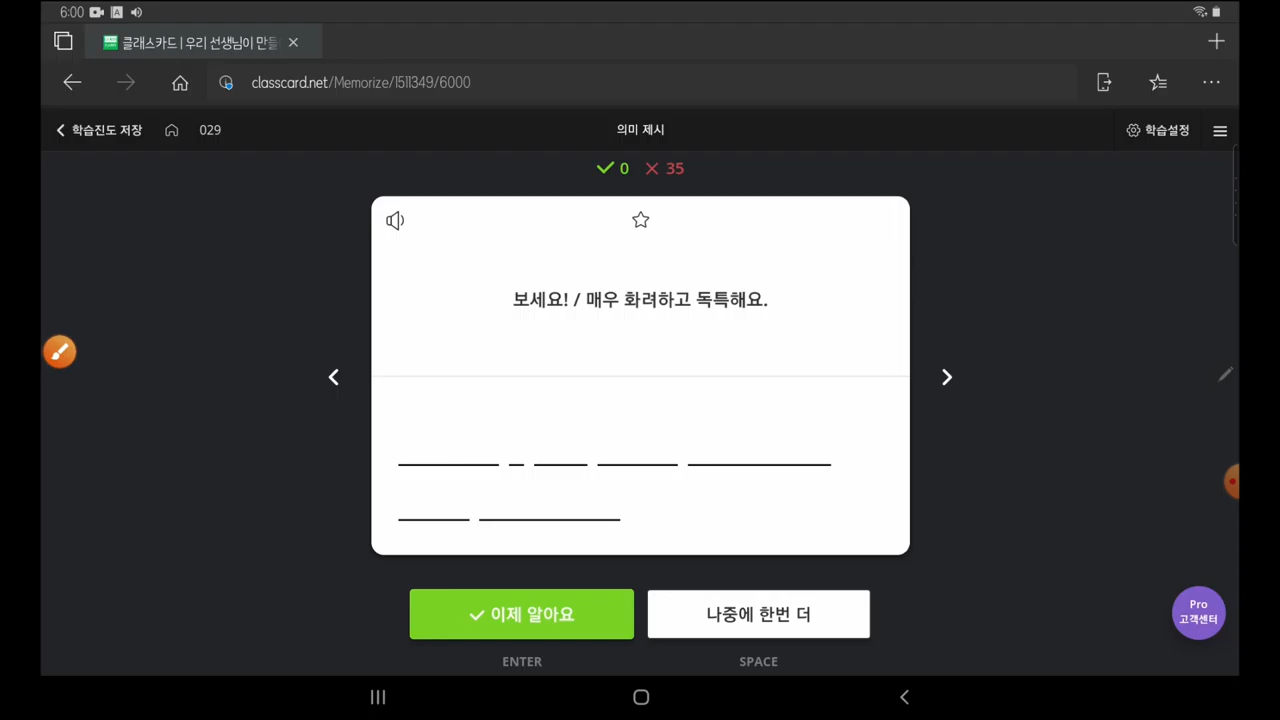 6:00
클래스카드 | 우리 선생님이 만들
classcard.net/Memorize/1511349/6000
학습진도 저장
029
의미 제시
학습설정
0
35
보세요! / 매우 화려하고 독특해요.
이제 알아요
나중에 한번 더
ENTER
SPACE
Pro
고객센터